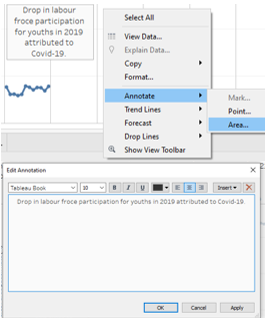 Drop in labour
froce participation
for youths in 2019
attributed to
Covid-19.
Select All
View Data...
Explain Data...
Copy
Format...
Annotate
Trend Lines
Forecast
Drop Lines
Show View Toolbar
Mark...
Point...
Area...
Edit Annotation
Tableau Book 10 B I U Insert
Drop in labour froce participation for youths in 2019 attributed to Covid-19.
OK Cancel Apply